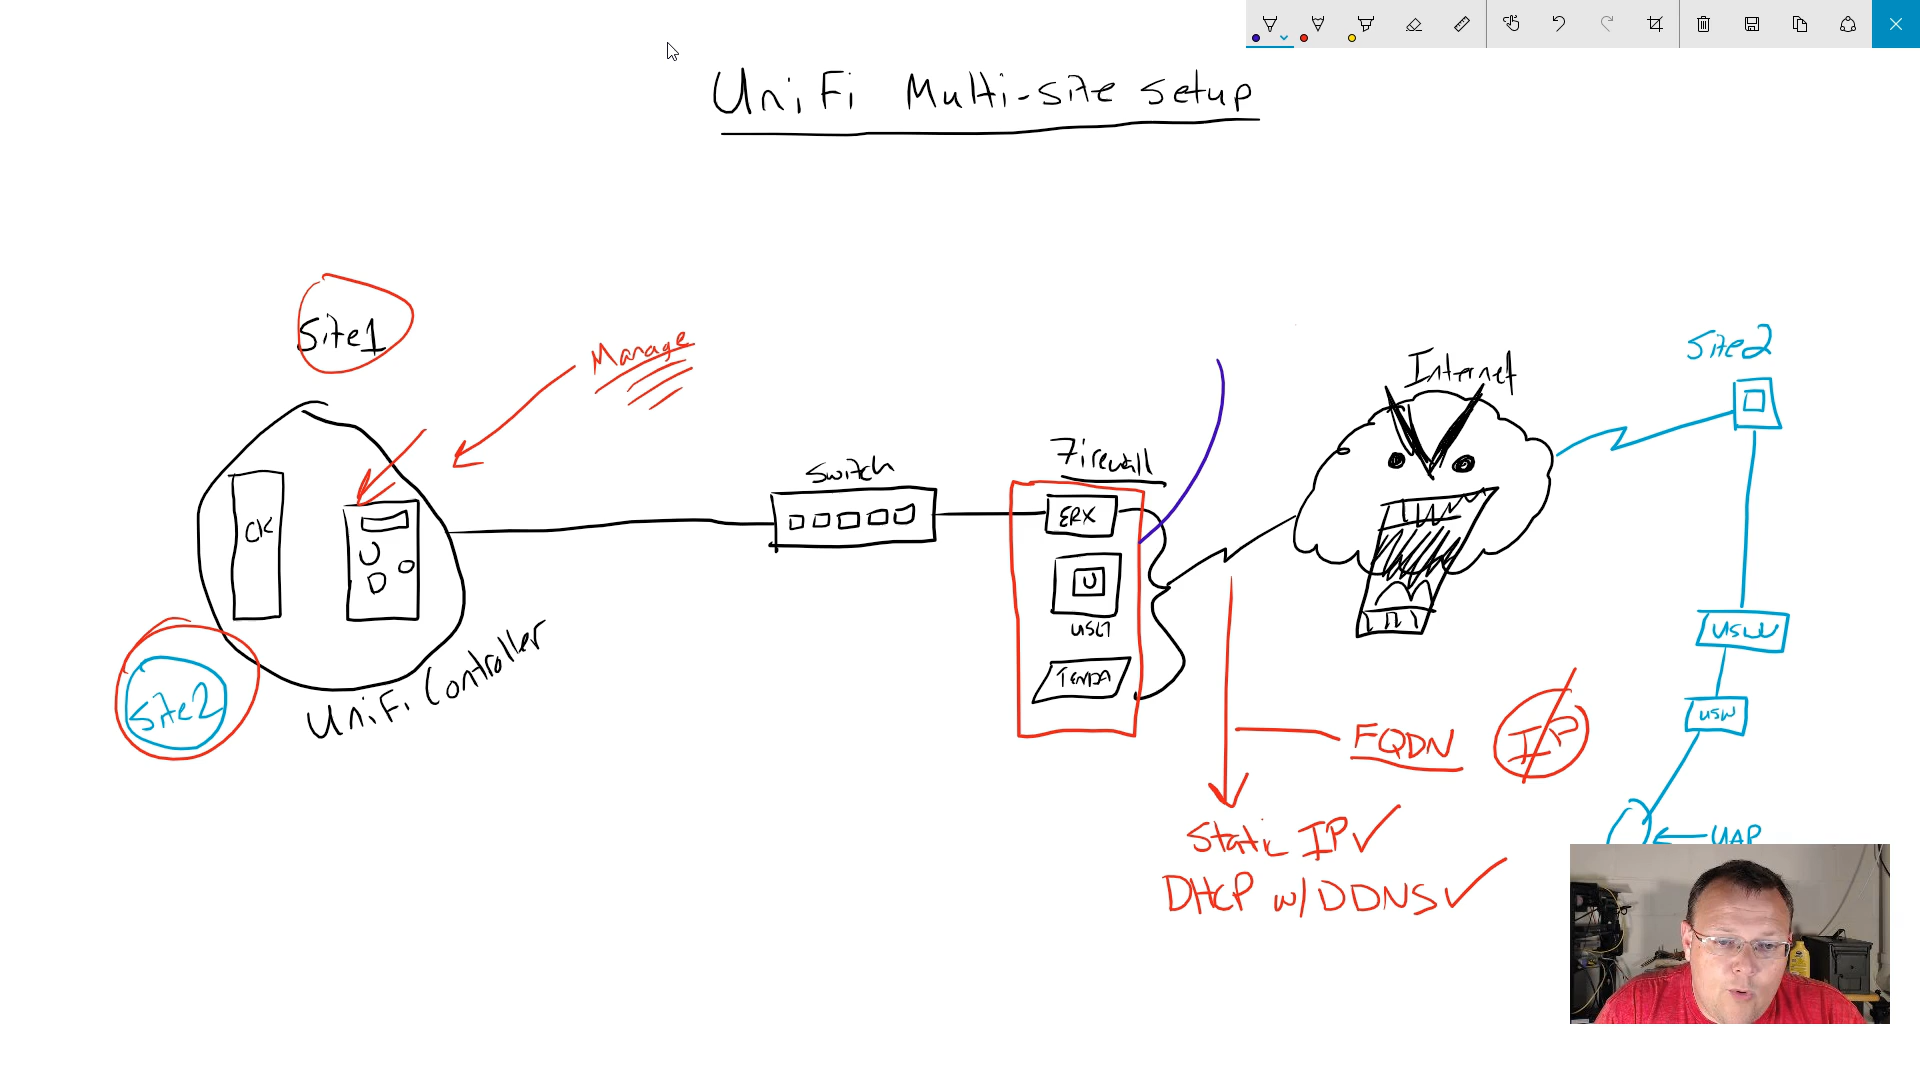 UniFi Multi-site setup
Site1
Manage
Internet
Site2
Switch
Firewall
CK
U
D
ERX
U
USG
TENDA
USW
Site2
UniFi Controller
USW
FQDN
IP
Static IP✓
UAP
DHCP w/DDNS✓